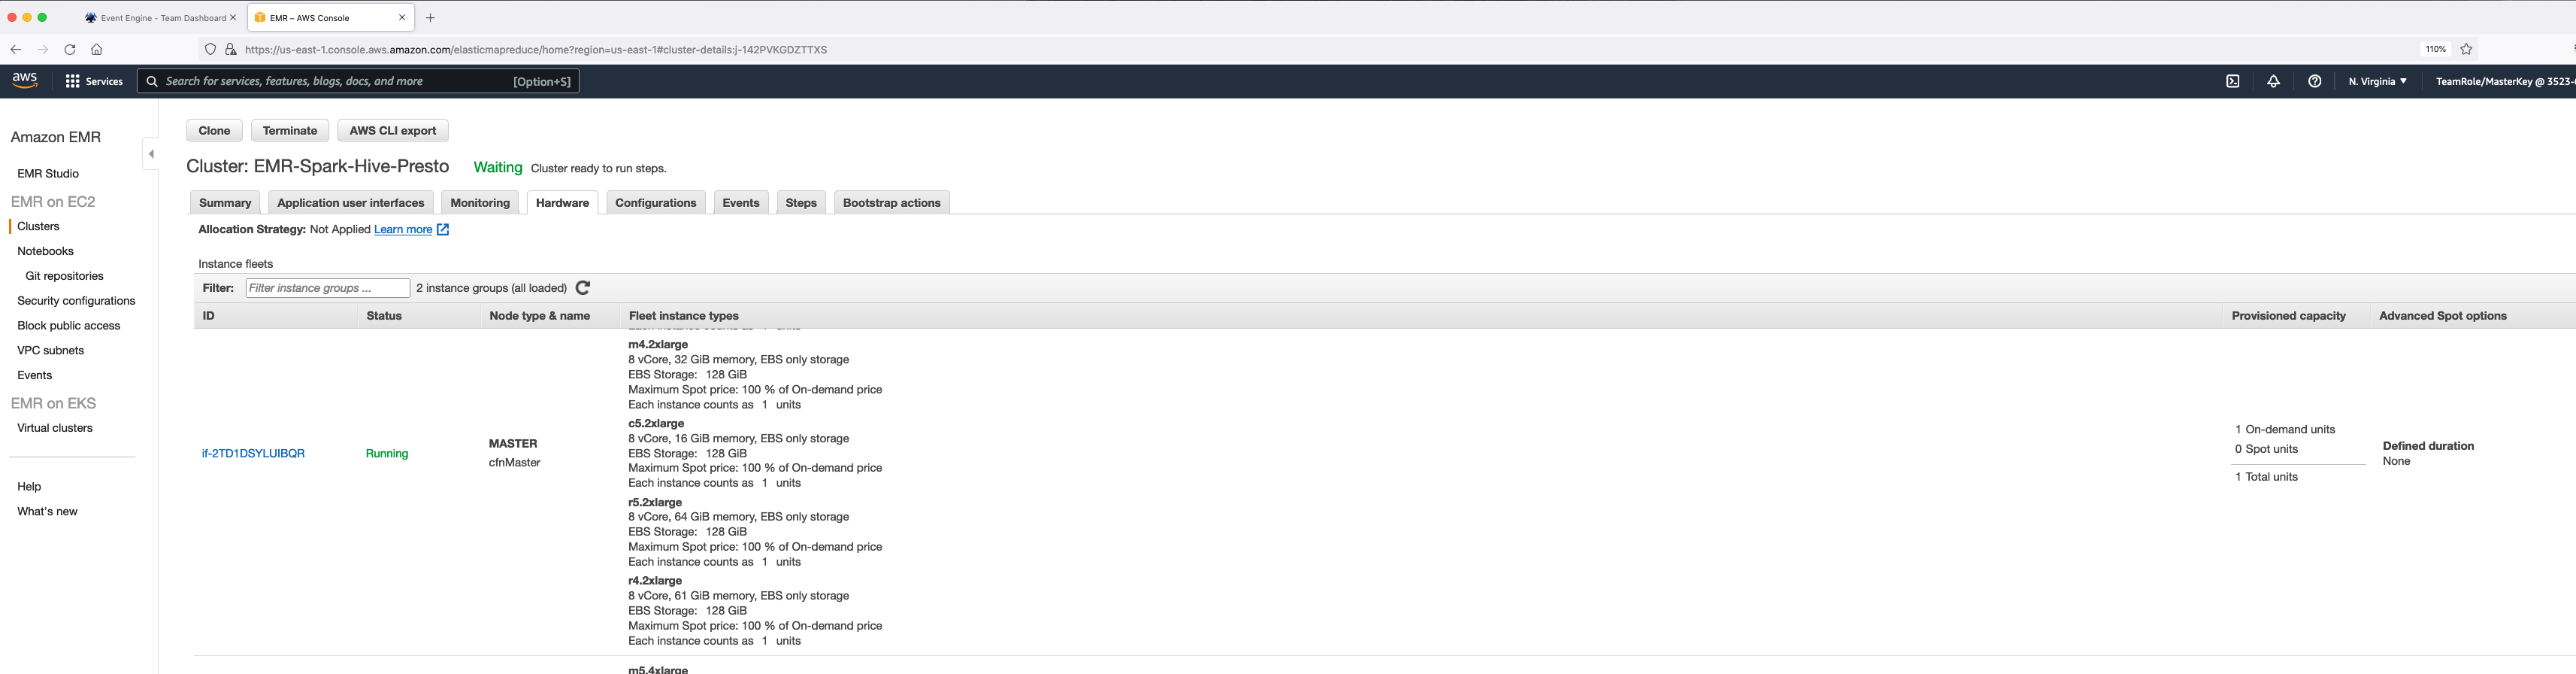 Event Engine - Team Dashboard
EMR – AWS Console
https://us-east-1.console.aws.amazon.com/elasticmapreduce/home?region=us-east-1#cluster-details:j-142PVKGDZTTXS
110%
aws
Services
Search for services, features, blogs, docs, and more
[Option+S]
N. Virginia
TeamRole/MasterKey @ 3523-
Amazon EMR
EMR Studio
EMR on EC2
Clusters
Notebooks
Git repositories
Security configurations
Block public access
VPC subnets
Events
EMR on EKS
Virtual clusters
Help
What's new
Clone
Terminate
AWS CLI export
Cluster: EMR-Spark-Hive-Presto
Waiting
Cluster ready to run steps.
Summary
Application user interfaces
Monitoring
Hardware
Configurations
Events
Steps
Bootstrap actions
Allocation Strategy: Not Applied Learn more
Instance fleets
Filter:
Filter instance groups ...
2 instance groups (all loaded)
ID
Status
Node type & name
Fleet instance types
Provisioned capacity
Advanced Spot options
if-2TD1DSYLUIBQR
Running
MASTER
cfnMaster
m4.2xlarge
8 vCore, 32 GiB memory, EBS only storage
EBS Storage: 128 GiB
Maximum Spot price: 100 % of On-demand price
Each instance counts as 1 units
c5.2xlarge
8 vCore, 16 GiB memory, EBS only storage
EBS Storage: 128 GiB
Maximum Spot price: 100 % of On-demand price
Each instance counts as 1 units
r5.2xlarge
8 vCore, 64 GiB memory, EBS only storage
EBS Storage: 128 GiB
Maximum Spot price: 100 % of On-demand price
Each instance counts as 1 units
r4.2xlarge
8 vCore, 61 GiB memory, EBS only storage
EBS Storage: 128 GiB
Maximum Spot price: 100 % of On-demand price
Each instance counts as 1 units
1 On-demand units
0 Spot units
1 Total units
Defined duration
None
m5.4xlarge